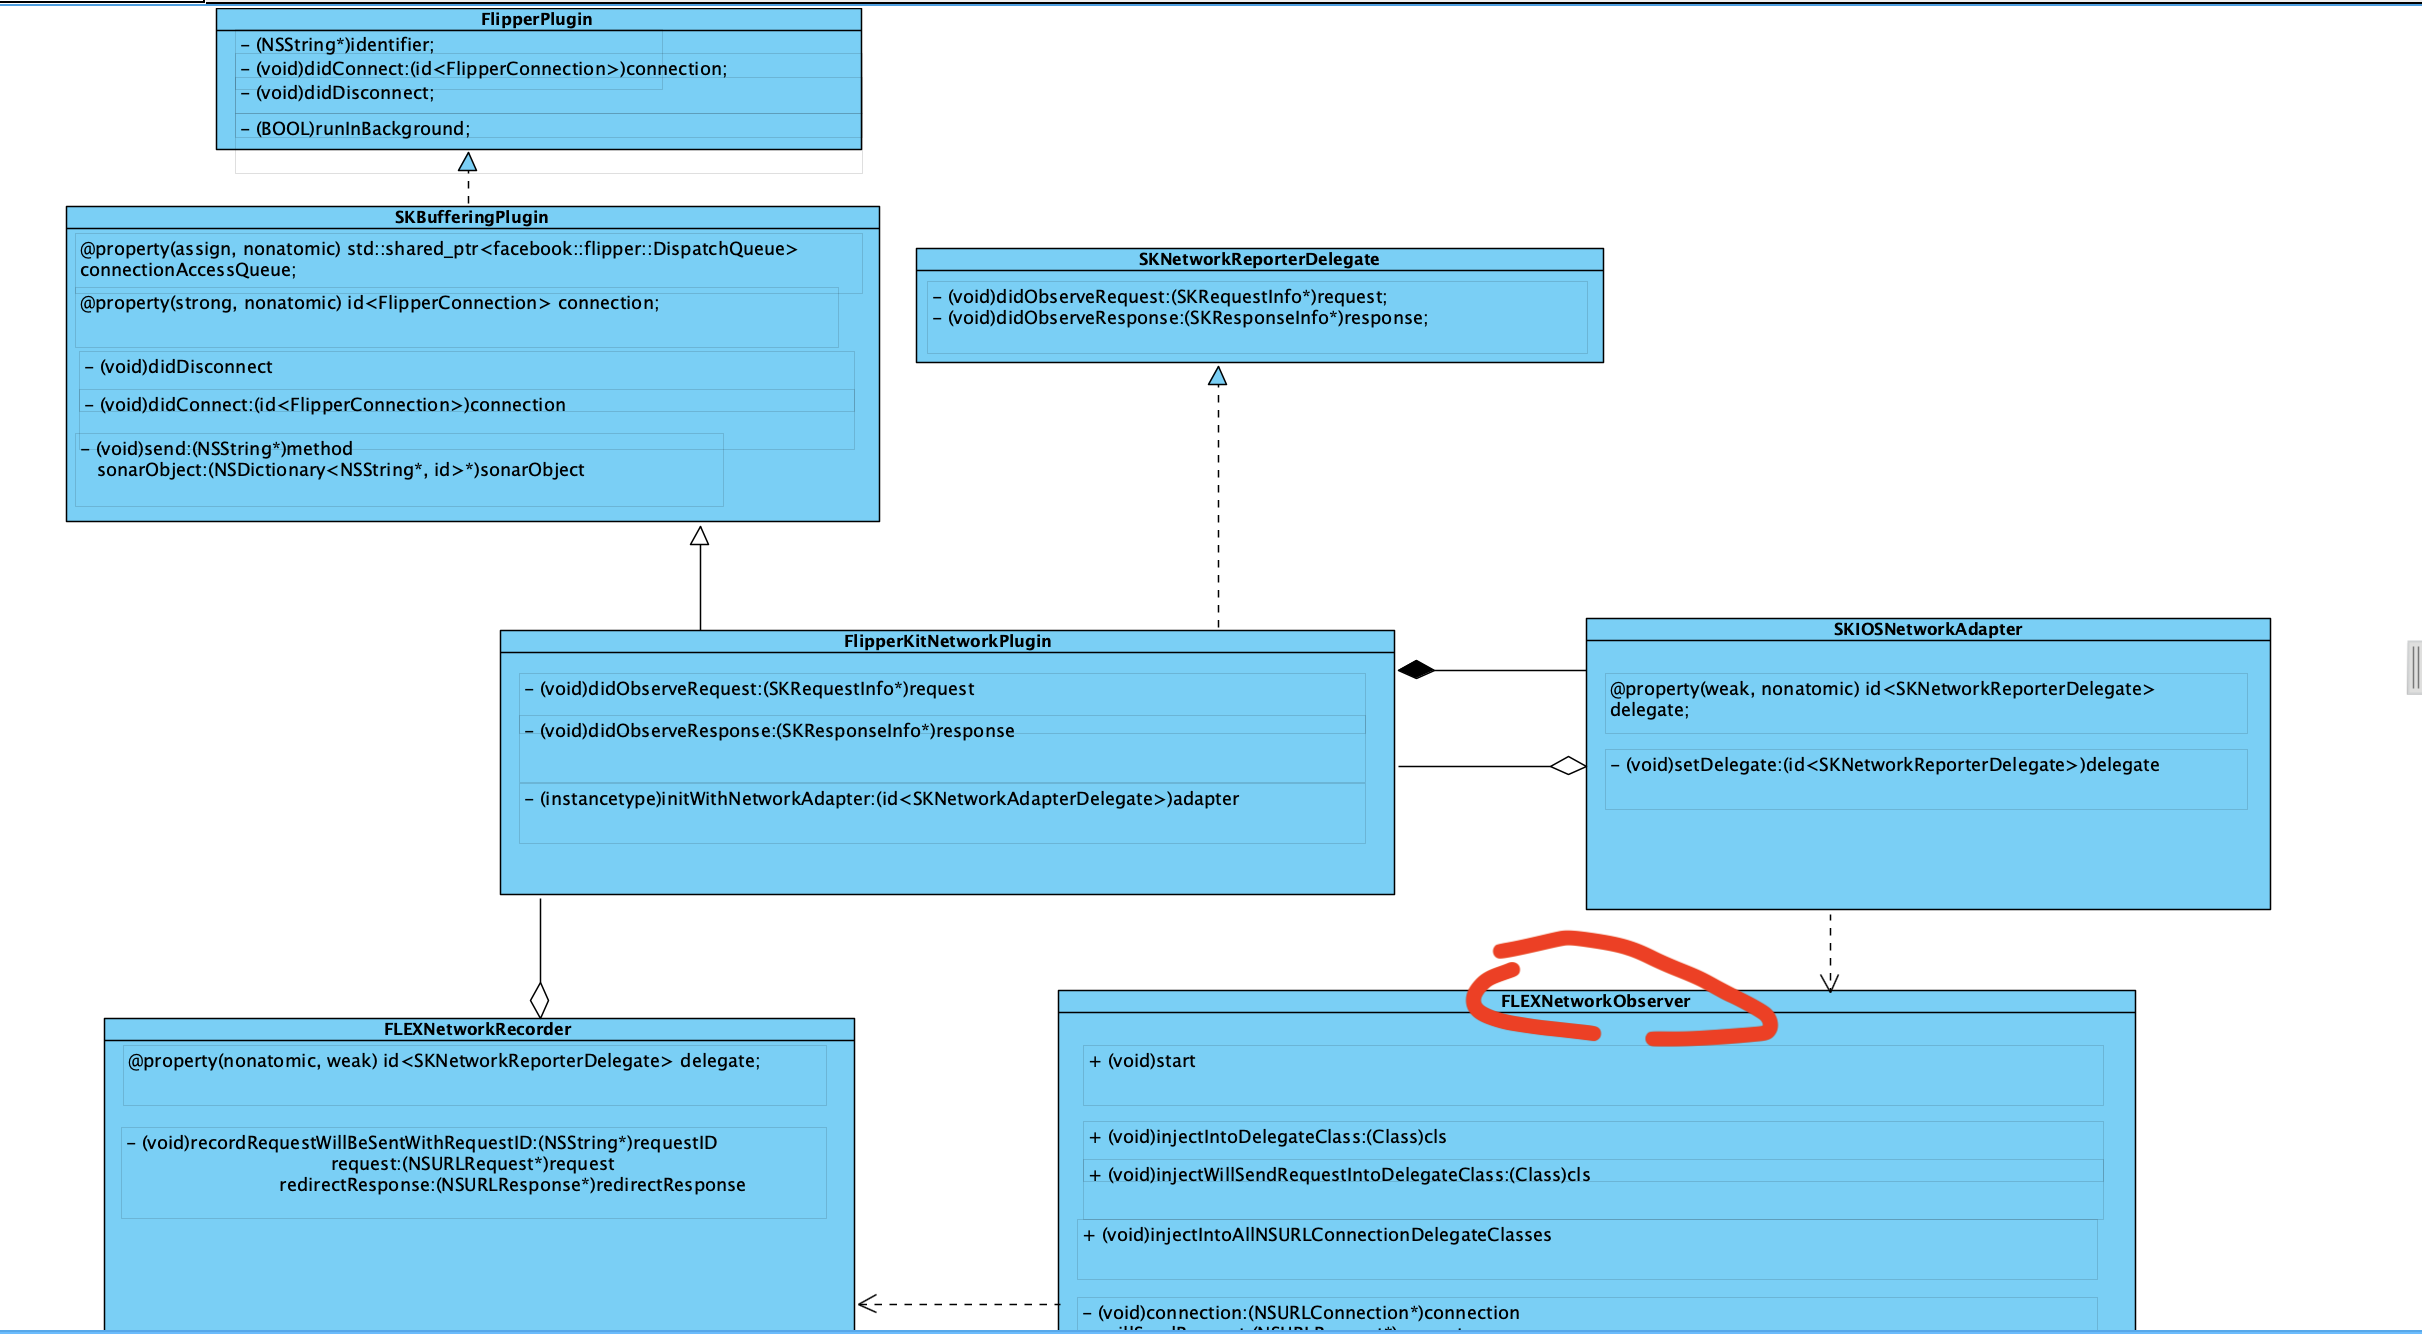 FlipperPlugin
– (NSString*)identifier;
– (void)didConnect:(id<FlipperConnection>)connection;
– (void)didDisconnect;
– (BOOL)runInBackground;
SKBufferingPlugin
@property(assign, nonatomic) std::shared_ptr<facebook::flipper::DispatchQueue>
connectionAccessQueue;
@property(strong, nonatomic) id<FlipperConnection> connection;
– (void)didDisconnect
– (void)didConnect:(id<FlipperConnection>)connection
– (void)send:(NSString*)method
sonarObject:(NSDictionary<NSString*, id>*)sonarObject
SKNetworkReporterDelegate
– (void)didObserveRequest:(SKRequestInfo*)request;
– (void)didObserveResponse:(SKResponseInfo*)response;
FlipperKitNetworkPlugin
– (void)didObserveRequest:(SKRequestInfo*)request
– (void)didObserveResponse:(SKResponseInfo*)response
– (instancetype)initWithNetworkAdapter:(id<SKNetworkAdapterDelegate>)adapter
SKIOSNetworkAdapter
@property(weak, nonatomic) id<SKNetworkReporterDelegate>
delegate;
– (void)setDelegate:(id<SKNetworkReporterDelegate>)delegate
FLEXNetworkRecorder
@property(nonatomic, weak) id<SKNetworkReporterDelegate> delegate;
– (void)recordRequestWillBeSentWithRequestID:(NSString*)requestID
request:(NSURLRequest*)request
redirectResponse:(NSURLResponse*)redirectResponse
FLEXNetworkObserver
+ (void)start
+ (void)injectIntoDelegateClass:(Class)cls
+ (void)injectWillSendRequestIntoDelegateClass:(Class)cls
+ (void)injectIntoAllNSURLConnectionDelegateClasses
– (void)connection:(NSURLConnection*)connection